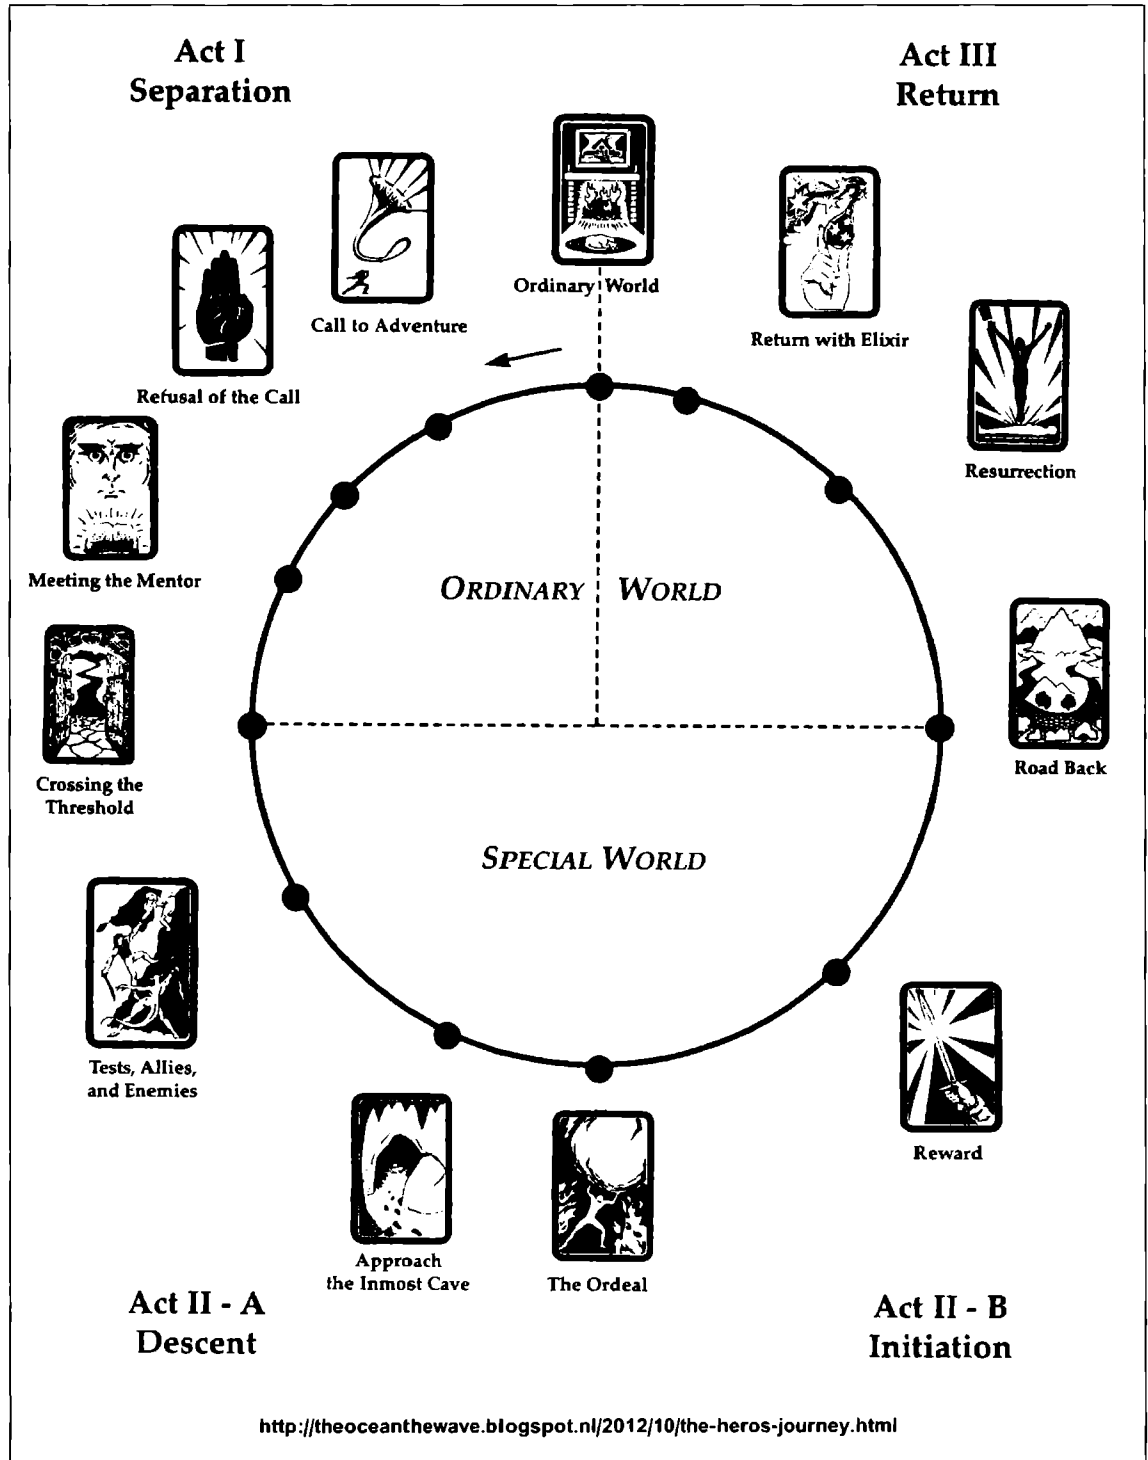 Act I
Separation
Act III
Return
Ordinary World
Call to Adventure
Refusal of the Call
Meeting the Mentor
Crossing the
Threshold
Tests, Allies,
and Enemies
Approach
the Inmost Cave
The Ordeal
Reward
Road Back
Resurrection
Return with Elixir
ORDINARY WORLD
SPECIAL WORLD
Act II - A
Descent
Act II - B
Initiation
http://theoceanthewave.blogspot.nl/2012/10/the-heros-journey.html